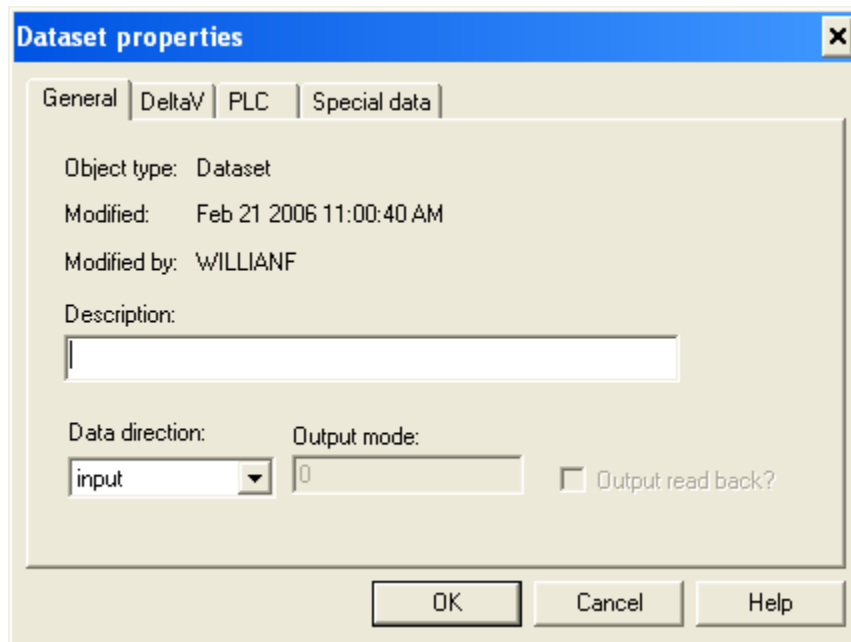 Dataset properties
General DeltaV PLC Special data
Object type: Dataset
Modified: Feb 21 2006 11:00:40 AM
Modified by: WILLIANF
Description:
Data direction: Output mode:
input 0 Output read back?
OK Cancel Help